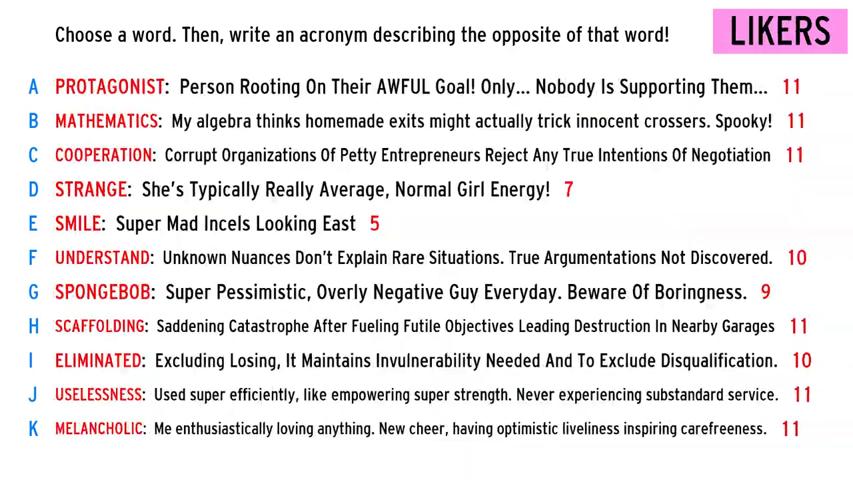 Choose a word. Then, write an acronym describing the opposite of that word!
LIKERS
A PROTAGONIST: Person Rooting On Their AWFUL Goal! Only... Nobody Is Supporting Them... 11
B MATHEMATICS: My algebra thinks homemade exits might actually trick innocent crossers. Spooky! 11
C COOPERATION: Corrupt Organizations Of Petty Entrepreneurs Reject Any True Intentions Of Negotiation 11
D STRANGE: She's Typically Really Average, Normal Girl Energy! 7
E SMILE: Super Mad Incels Looking East 5
F UNDERSTAND: Unknown Nuances Don't Explain Rare Situations. True Argumentations Not Discovered. 10
G SPONGEBOB: Super Pessimistic, Overly Negative Guy Everyday. Beware Of Boringness. 9
H SCAFFOLDING: Saddening Catastrophe After Fueling Futile Objectives Leading Destruction In Nearby Garages 11
I ELIMINATED: Excluding Losing, It Maintains Invulnerability Needed And To Exclude Disqualification. 10
J USELESSNESS: Used super efficiently, like empowering super strength. Never experiencing substandard service. 11
K MELANCHOLIC: Me enthusiastically loving anything. New cheer, having optimistic liveliness inspiring carefreeness. 11